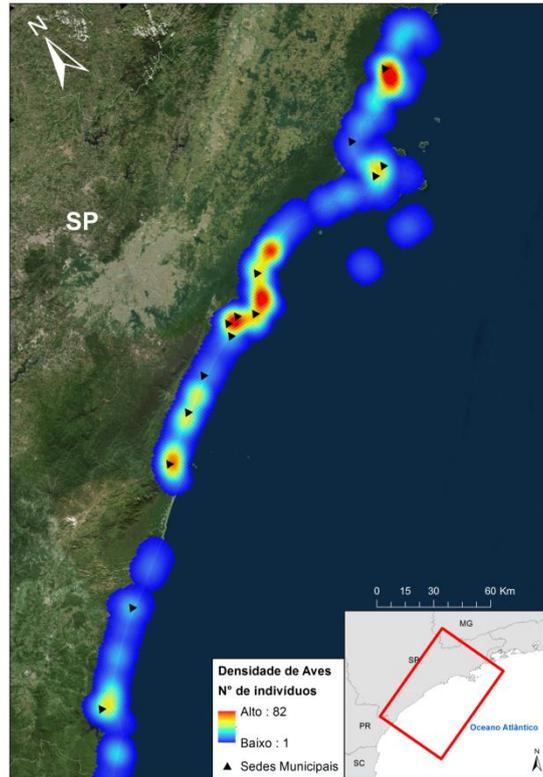 N
SP
0 15 30 60 Km
Densidade de Aves
N° de indivíduos
Alto : 82
Baixo : 1
Sedes Municipais
MG
SP
PR
SC
Oceano Atlântico
N